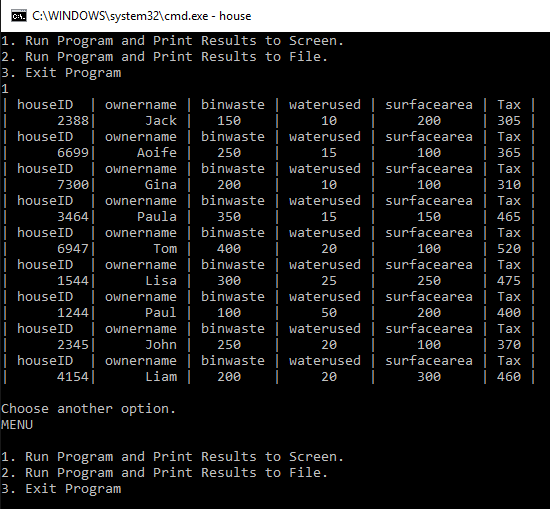 C:\WINDOWS\system32\cmd.exe - house
1. Run Program and Print Results to Screen.
2. Run Program and Print Results to File.
3. Exit Program
1
| houseID | ownername | binwaste | waterused | surfacearea | Tax |
| 2388| Jack | 150 | 10 | 200 | 305 |
| houseID | ownername | binwaste | waterused | surfacearea | Tax |
| 6699| Aoife | 250 | 15 | 100 | 365 |
| houseID | ownername | binwaste | waterused | surfacearea | Tax |
| 7300| Gina | 200 | 10 | 100 | 310 |
| houseID | ownername | binwaste | waterused | surfacearea | Tax |
| 3464| Paula | 350 | 15 | 150 | 465 |
| houseID | ownername | binwaste | waterused | surfacearea | Tax |
| 6947| Tom | 400 | 20 | 100 | 520 |
| houseID | ownername | binwaste | waterused | surfacearea | Tax |
| 1544| Lisa | 300 | 25 | 250 | 475 |
| houseID | ownername | binwaste | waterused | surfacearea | Tax |
| 1244| Paul | 100 | 50 | 200 | 400 |
| houseID | ownername | binwaste | waterused | surfacearea | Tax |
| 2345| John | 250 | 20 | 100 | 370 |
| houseID | ownername | binwaste | waterused | surfacearea | Tax |
| 4154| Liam | 200 | 20 | 300 | 460 |
Choose another option.
MENU
1. Run Program and Print Results to Screen.
2. Run Program and Print Results to File.
3. Exit Program